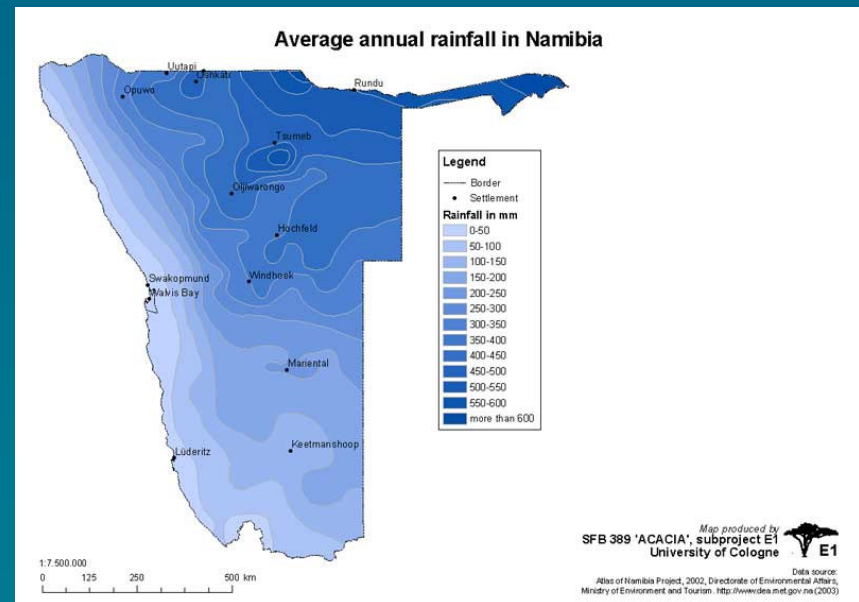 Average annual rainfall in Namibia
Uutapi
Oshkati
Opuwo
Rundu
Tsumeb
Otjiwarongo
Hochfeld
Windhoek
Swakopmund
Walvis Bay
Mariental
Keetmanshoop
Lüderitz
Legend
Border
Settlement
Rainfall in mm
0-50
50-100
100-150
150-200
200-250
250-300
300-350
350-400
400-450
450-500
500-550
550-600
more than 600
1:7.500.000
0 125 250 500 km
Map produced by
SFB 389 'ACACIA', subproject E1
University of Cologne
E1
Data source:
Atlas of Namibia Project, 2002, Directorate of Environmental Affairs,
Ministry of Environment and Tourism. http://www.dea.met.gov.na (2003)